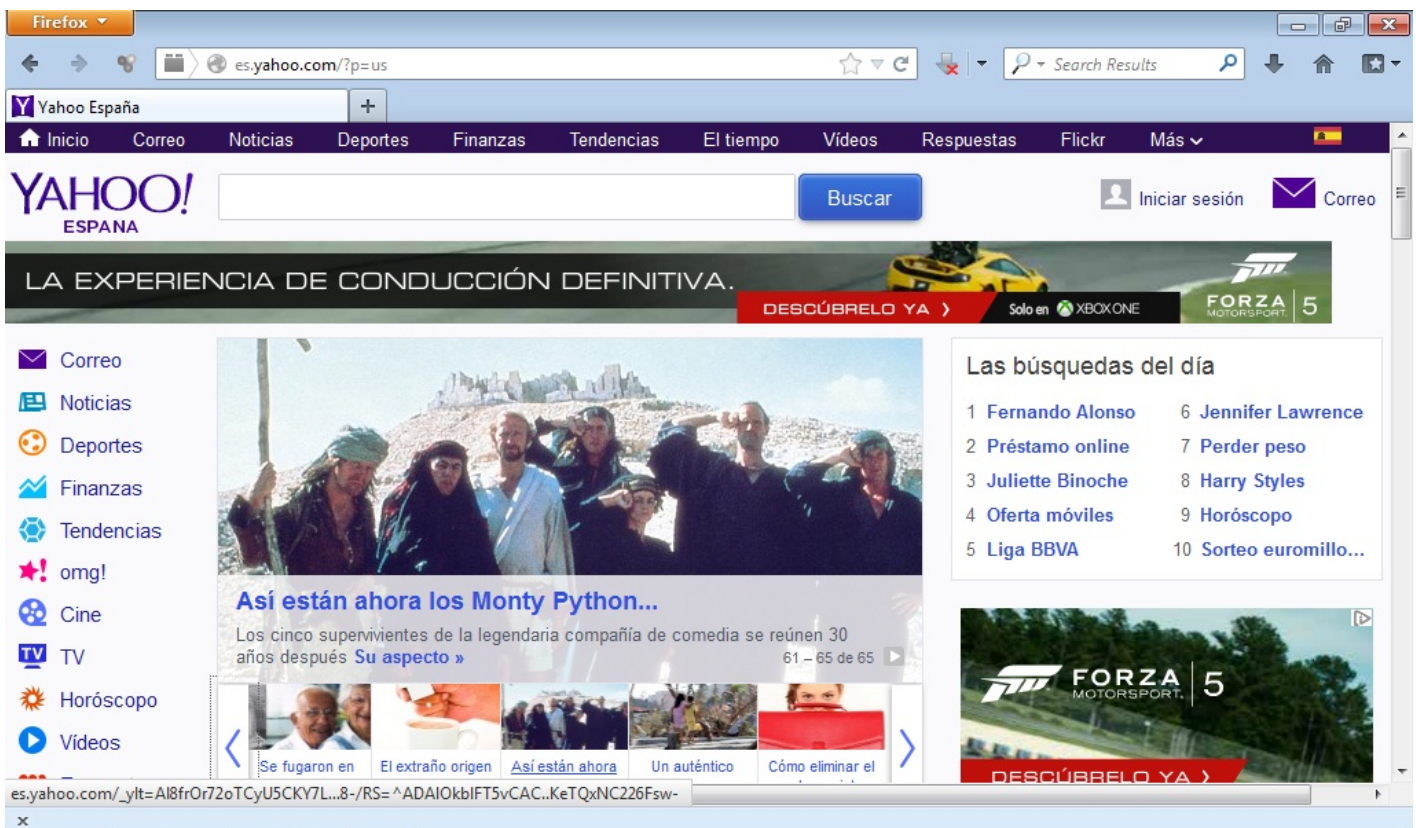 Firefox
es.yahoo.com/?p=us
Search Results
Yahoo España
Inicio Correo Noticias Deportes Finanzas Tendencias El tiempo Vídeos Respuestas Flickr Más
YAHOO!
ESPANA
Buscar
Iniciar sesión
Correo
LA EXPERIENCIA DE CONDUCCIÓN DEFINITIVA.
DESCÚBRELO YA
Solo en XBOX ONE
FORZA
MOTORSPORT. 5
Correo
Noticias
Deportes
Finanzas
Tendencias
omg!
Cine
TV
Horóscopo
Vídeos
Así están ahora los Monty Python...
Los cinco supervivientes de la legendaria compañía de comedia se reúnen 30
años después Su aspecto »
61 – 65 de 65
Se fugaron en
El extraño origen
Así están ahora
Un auténtico
Cómo eliminar el
Las búsquedas del día
1 Fernando Alonso
2 Préstamo online
3 Juliette Binoche
4 Oferta móviles
5 Liga BBVA
6 Jennifer Lawrence
7 Perder peso
8 Harry Styles
9 Horóscopo
10 Sorteo euromillo...
FORZA
MOTORSPORT. 5
DESCÚBRELO YA
es.yahoo.com/_ylt=Al8frOr72oTCyU5CKY7L...8-/RS=^ADAIOkbIFT5vCAC..KeTQxNC226Fsw-
x